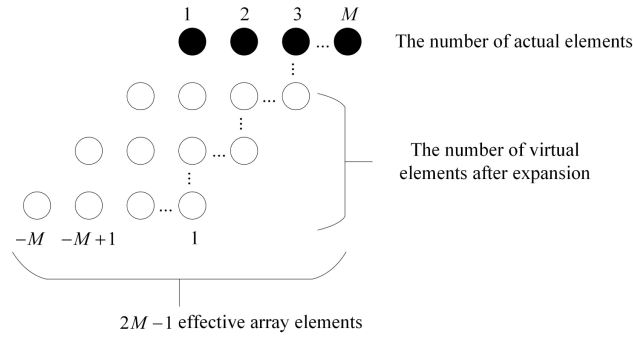 1 2 3 M
... The number of actual elements
⋮
...
⋮
... The number of virtual
elements after expansion
⋮
...
−M −M+1 1
2M−1 effective array elements